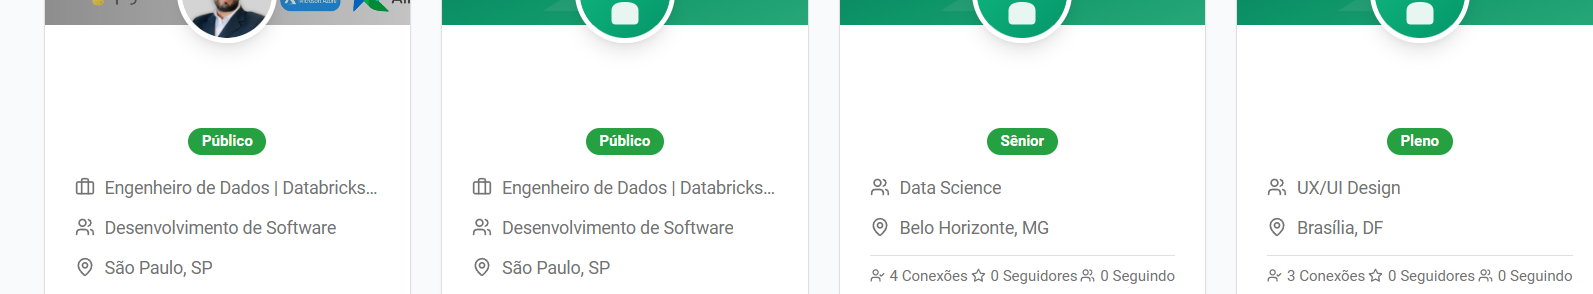 Microsoft Azure
Público
Engenheiro de Dados | Databricks...
Desenvolvimento de Software
São Paulo, SP
Público
Engenheiro de Dados | Databricks...
Desenvolvimento de Software
São Paulo, SP
Sênior
Data Science
Belo Horizonte, MG
4 Conexões 0 Seguidores 0 Seguindo
Pleno
UX/UI Design
Brasília, DF
3 Conexões 0 Seguidores 0 Seguindo